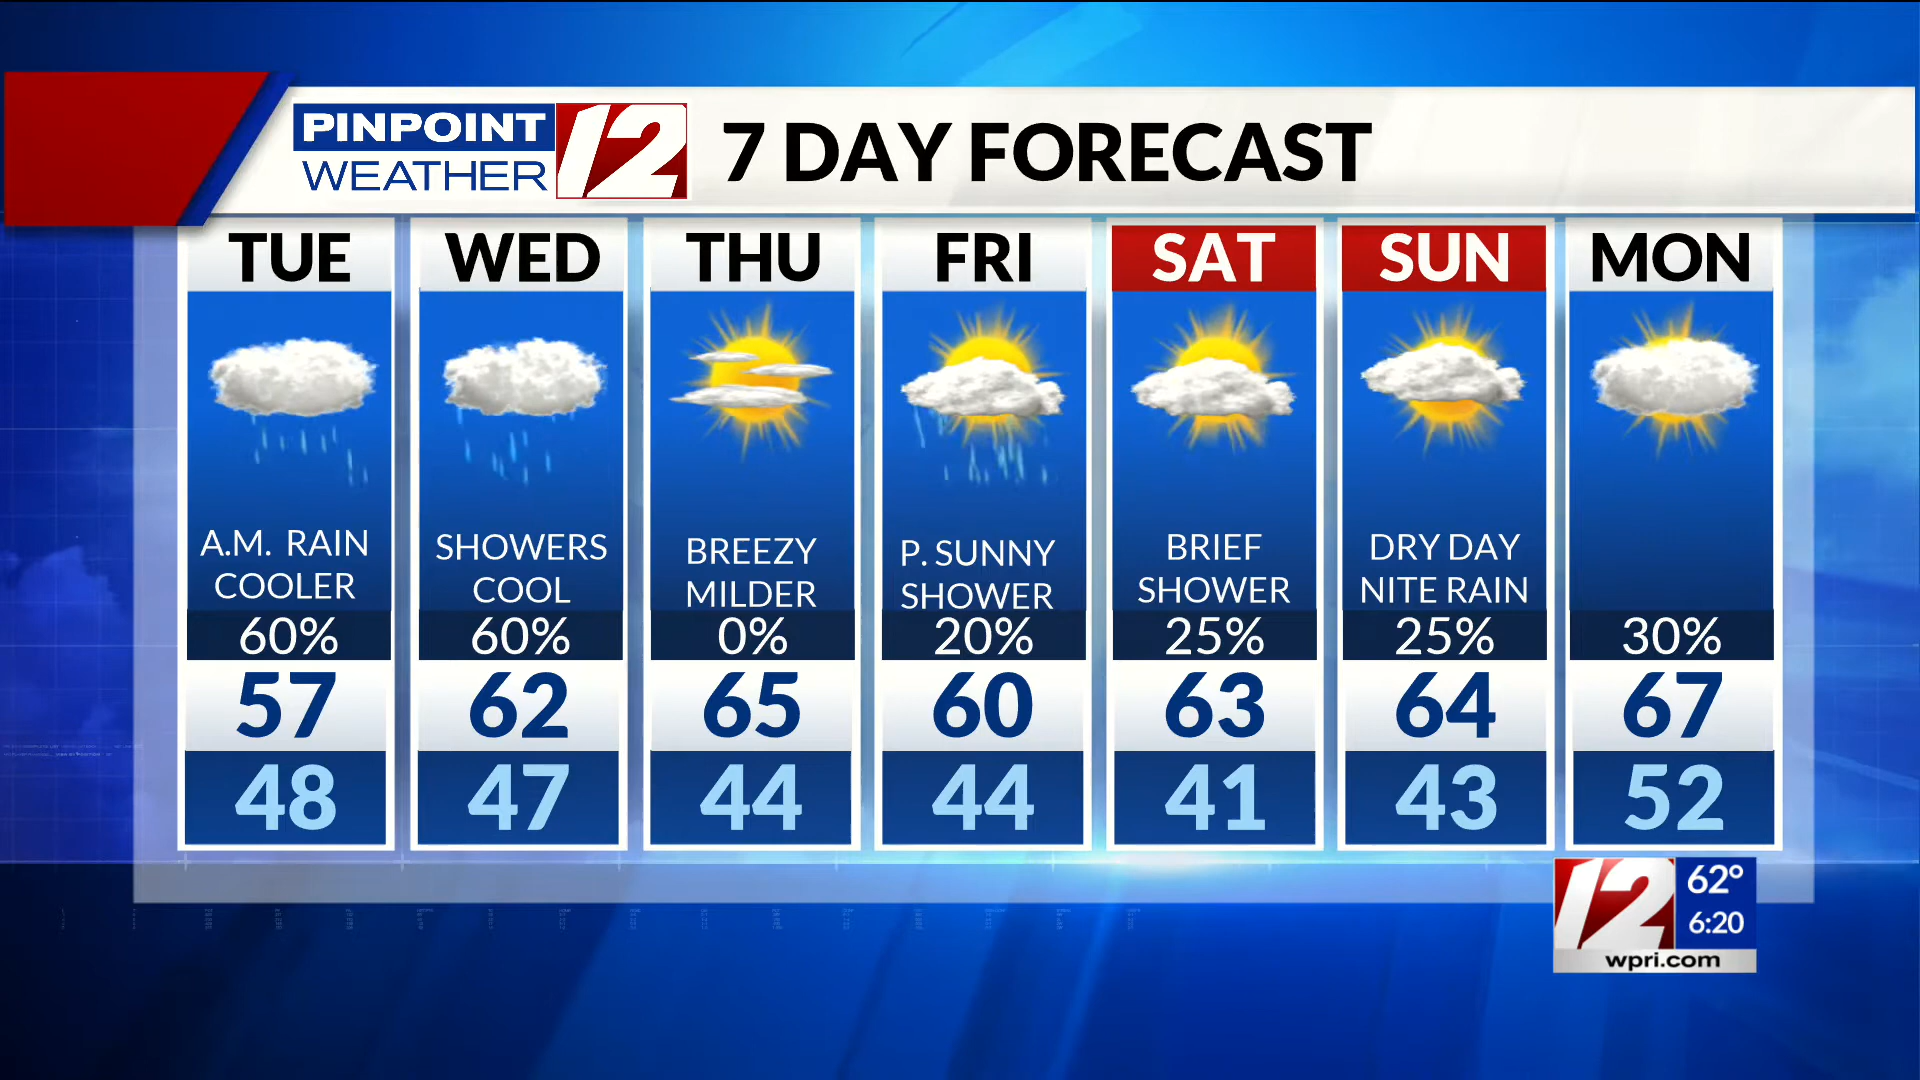 PINPOINT
WEATHER
12
7 DAY FORECAST
TUE
A.M. RAIN
COOLER
60%
57
48
WED
SHOWERS
COOL
60%
62
47
THU
BREEZY
MILDER
0%
65
44
FRI
P. SUNNY
SHOWER
20%
60
44
SAT
BRIEF
SHOWER
25%
63
41
SUN
DRY DAY
NITE RAIN
25%
64
43
MON
30%
67
52
12
62°
6:20
wpri.com